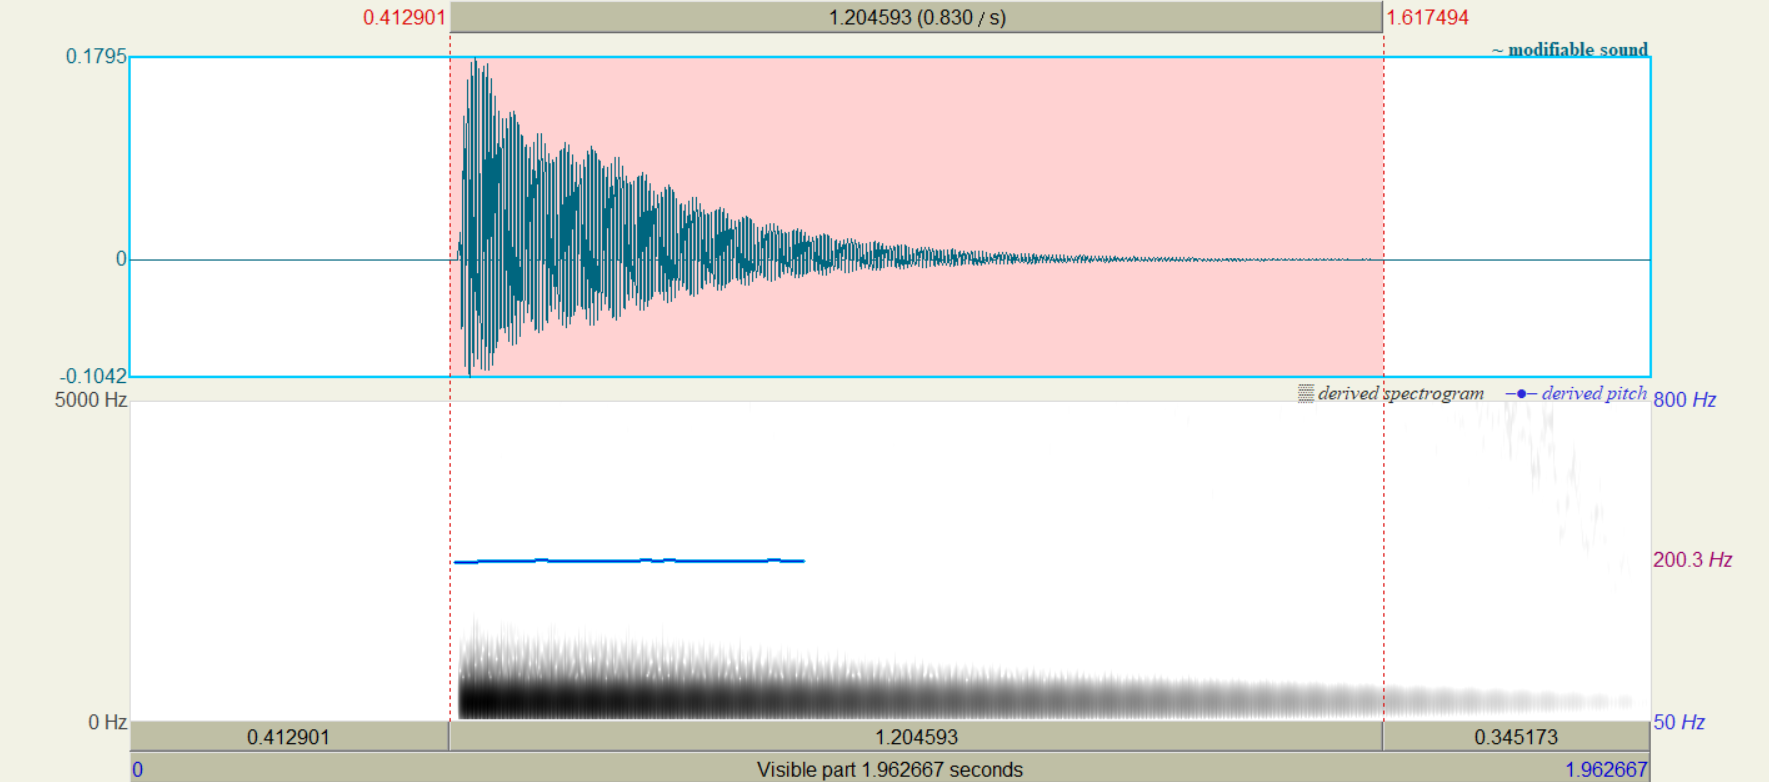 0.412901 1.204593 (0.830 / s) 1.617494
~ modifiable sound
0.1795
0
-0.1042
derived spectrogram derived pitch
5000 Hz 800 Hz
200.3 Hz
0 Hz 50 Hz
0.412901 1.204593 0.345173
0 Visible part 1.962667 seconds 1.962667